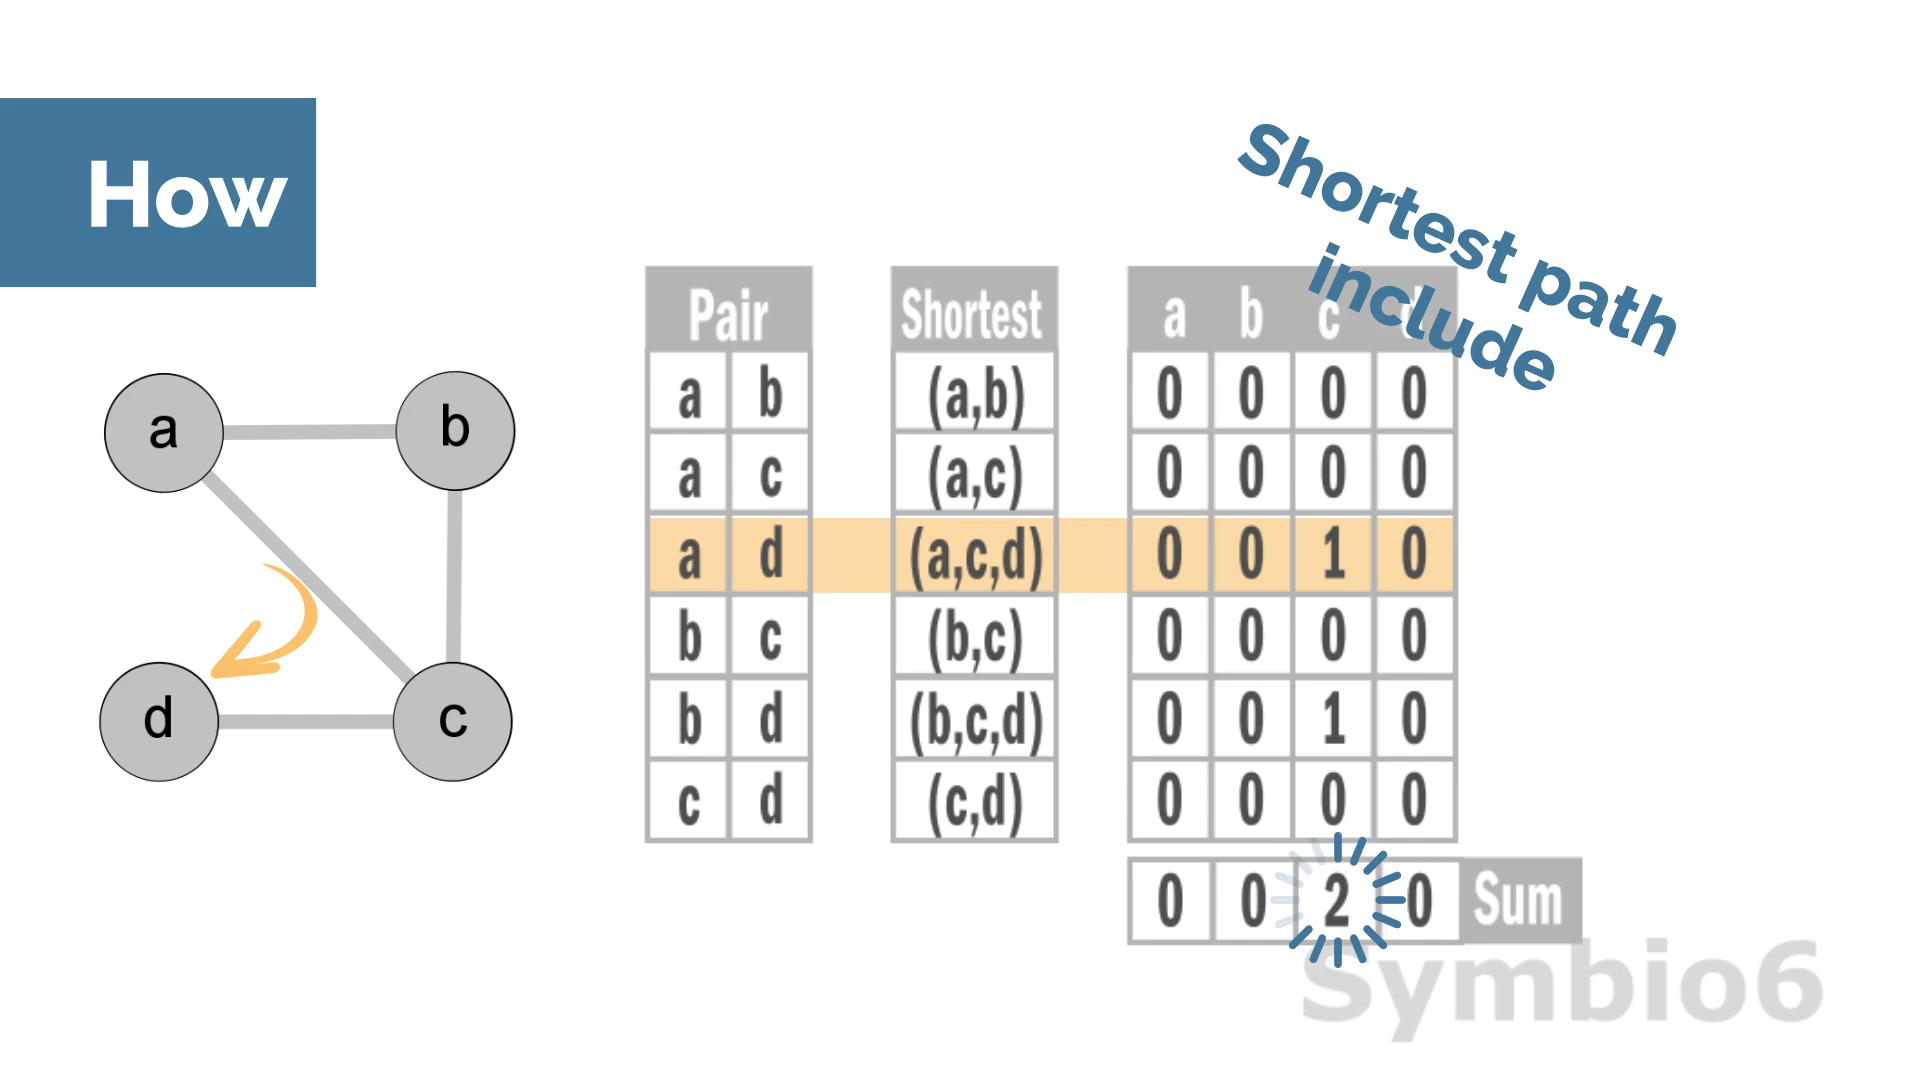 How
Shortest path
include
a
b
d
c
Pair Shortest a b c d
a b (a,b) 0 0 0 0
a c (a,c) 0 0 0 0
a d (a,c,d) 0 0 1 0
b c (b,c) 0 0 0 0
b d (b,c,d) 0 0 1 0
c d (c,d) 0 0 0 0
0 0 2 0 Sum
Symbio6